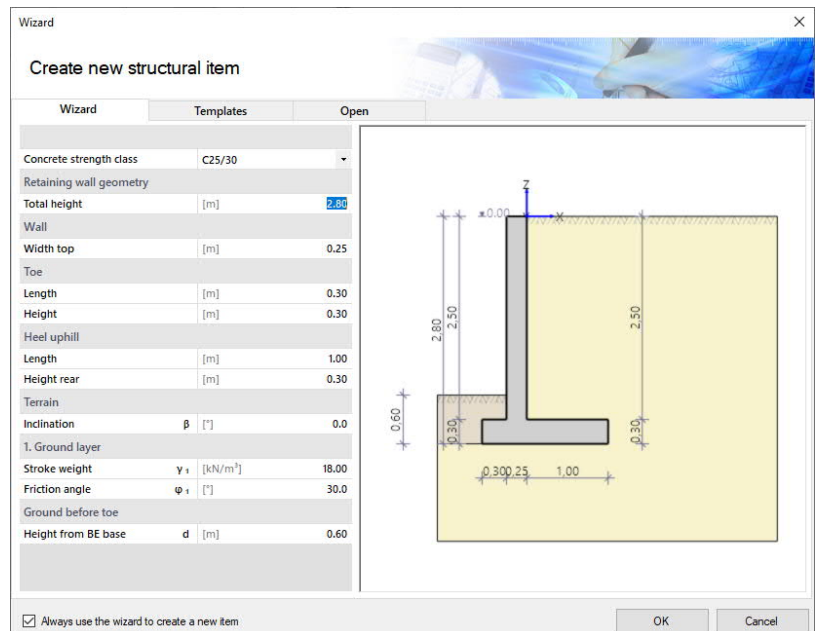 Wizard
Create new structural item
Wizard Templates Open
Concrete strength class C25/30
Retaining wall geometry
Total height [m] 2.80
Wall
Width top [m] 0.25
Toe
Length [m] 0.30
Height [m] 0.30
Heel uphill
Length [m] 1.00
Height rear [m] 0.30
Terrain
Inclination β [°] 0.0
1. Ground layer
Stroke weight γ 1 [kN/m³] 18.00
Friction angle φ 1 [°] 30.0
Ground before toe
Height from BE base d [m] 0.60
Z
±0.00
X
2,80
2,50
2,50
0,60
0,30
0,30
0,30 0,25 1,00
Always use the wizard to create a new item
OK Cancel